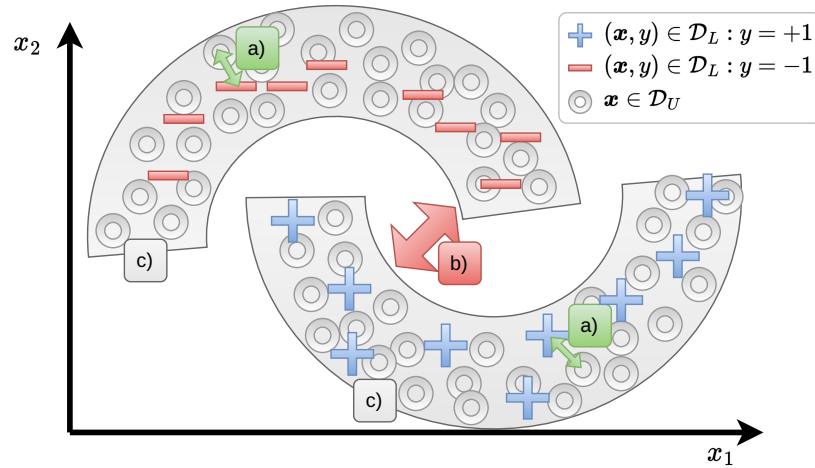 x₂
a)
(𝒙, y) ∈ 𝒟_L : y = +1
(𝒙, y) ∈ 𝒟_L : y = −1
𝒙 ∈ 𝒟_U
c)
b)
a)
c)
x₁